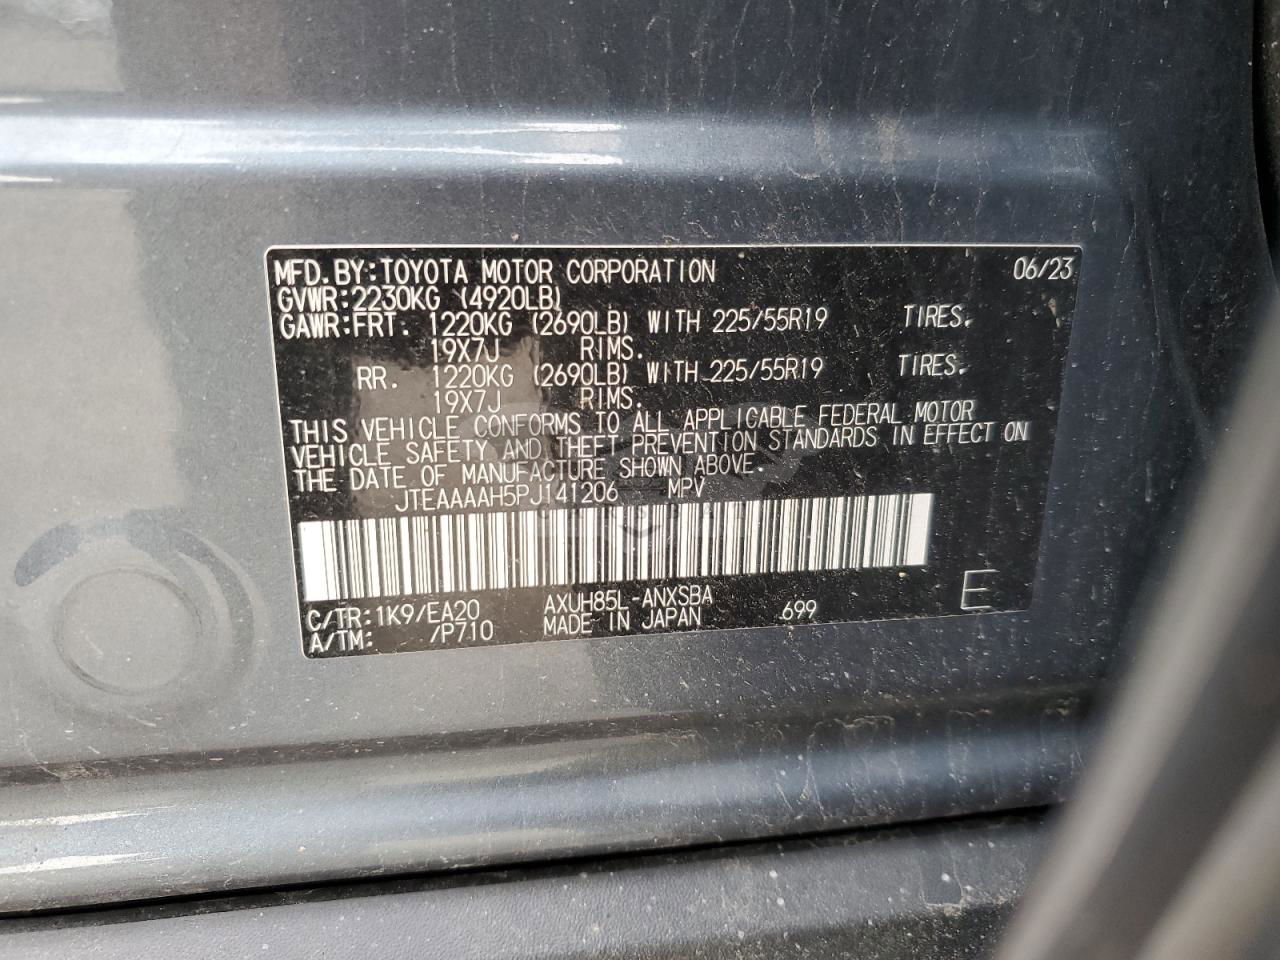 MFD.BY:TOYOTA MOTOR CORPORATION 06/23
GVWR:2230KG (4920LB)
GAWR:FRT. 1220KG (2690LB) WITH 225/55R19 TIRES.
19X7J RIMS.
RR. 1220KG (2690LB) WITH 225/55R19 TIRES.
19X7J RIMS.
THIS VEHICLE CONFORMS TO ALL APPLICABLE FEDERAL MOTOR
VEHICLE SAFETY AND THEFT PREVENTION STANDARDS IN EFFECT ON
THE DATE OF MANUFACTURE SHOWN ABOVE.
JTEAAAAH5PJ141206 MPV
C/TR:1K9/EA20 AXUH85L-ANXSBA 699 E
A/TM: /P710 MADE IN JAPAN